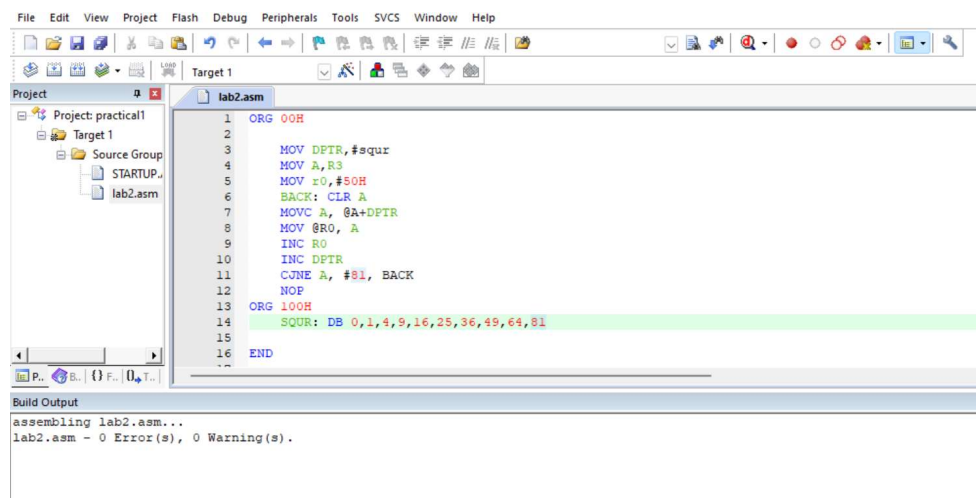 File Edit View Project Flash Debug Peripherals Tools SVCS Window Help
LOAD Target 1
Project
lab2.asm
Project: practical1
Target 1
Source Group
STARTUP.
lab2.asm
1 ORG 00H
2
3 MOV DPTR,#squr
4 MOV A,R3
5 MOV r0,#50H
6 BACK: CLR A
7 MOVC A, @A+DPTR
8 MOV @R0, A
9 INC R0
10 INC DPTR
11 CJNE A, #81, BACK
12 NOP
13 ORG 100H
14 SQUR: DB 0,1,4,9,16,25,36,49,64,81
15
16 END
P.. B.. {} F.. 0 T..
Build Output
assembling lab2.asm...
lab2.asm - 0 Error(s), 0 Warning(s).